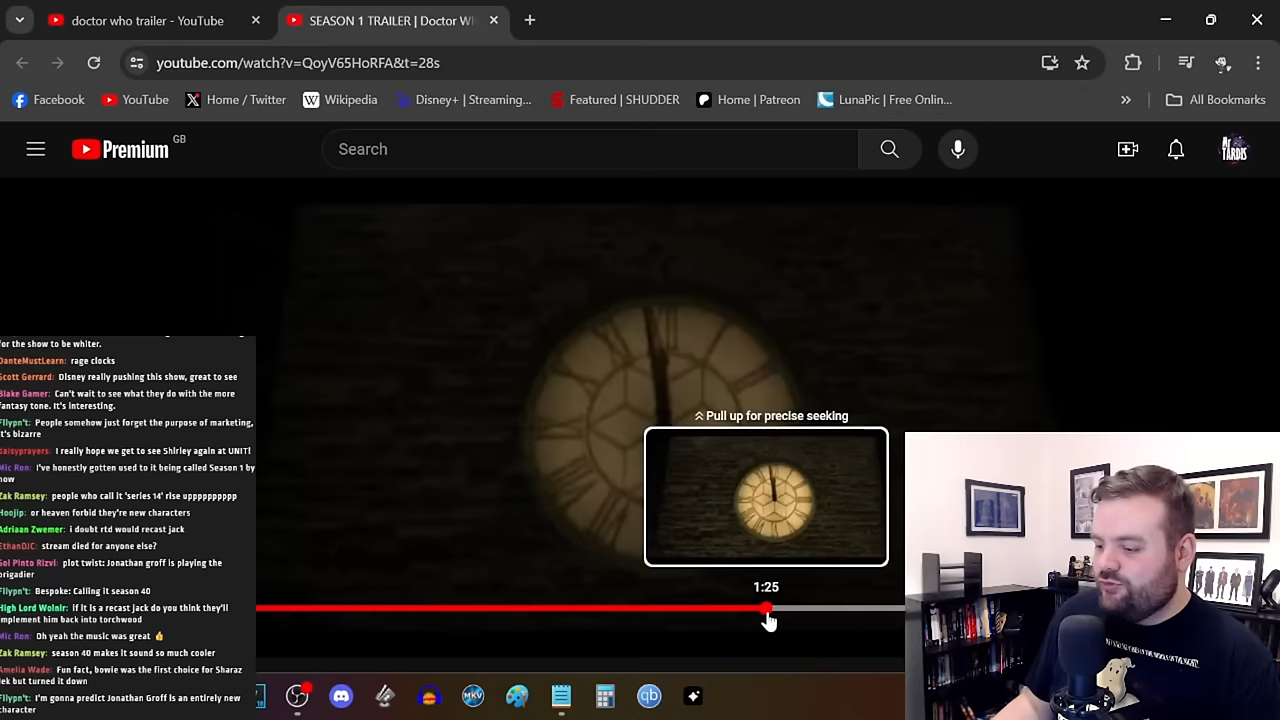 doctor who trailer - YouTube
SEASON 1 TRAILER | Doctor Wh
youtube.com/watch?v=QoyV65HoRFA&t=28s
Facebook
YouTube
Home / Twitter
Wikipedia
Disney+ | Streaming...
Featured | SHUDDER
Home | Patreon
LunaPic | Free Onlin...
»
All Bookmarks
Premium
GB
Search
Mr TARDIS
for the show to be whiter.
DanteMustLearn: rage clocks
Scott Gerrard: Disney really pushing this show, great to see
Blake Gamer: Can't wait to see what they do with the more
fantasy tone. It's interesting.
Fllypn't: People somehow just forget the purpose of marketing,
it's bizarre
daisyprayers: I really hope we get to see Shirley again at UNIT!
Mic Ron: I've honestly gotten used to it being called Season 1 by
now
Zak Ramsey: people who call it 'series 14' rise upppppppppp
Hoojip: or heaven forbid they're new characters
Adriaan Zwemer: i doubt rtd would recast jack
EthanDJC: stream died for anyone else?
Sol Pinto Rizvi: plot twist: Jonathan groff is playing the
brigadier
Fllypn't: Bespoke: Calling it season 40
High Lord Wolnir: if it is a recast Jack do you think they'll
implement him back into torchwood
Mic Ron: Oh yeah the music was great 👍
Zak Ramsey: season 40 makes it sound so much cooler
Amelia Wade: Fun fact, bowie was the first choice for Sharaz
Jek but turned it down
Fllypn't: I'm gonna predict Jonathan Groff is an entirely new
character
Pull up for precise seeking
1:25
MKV
qb